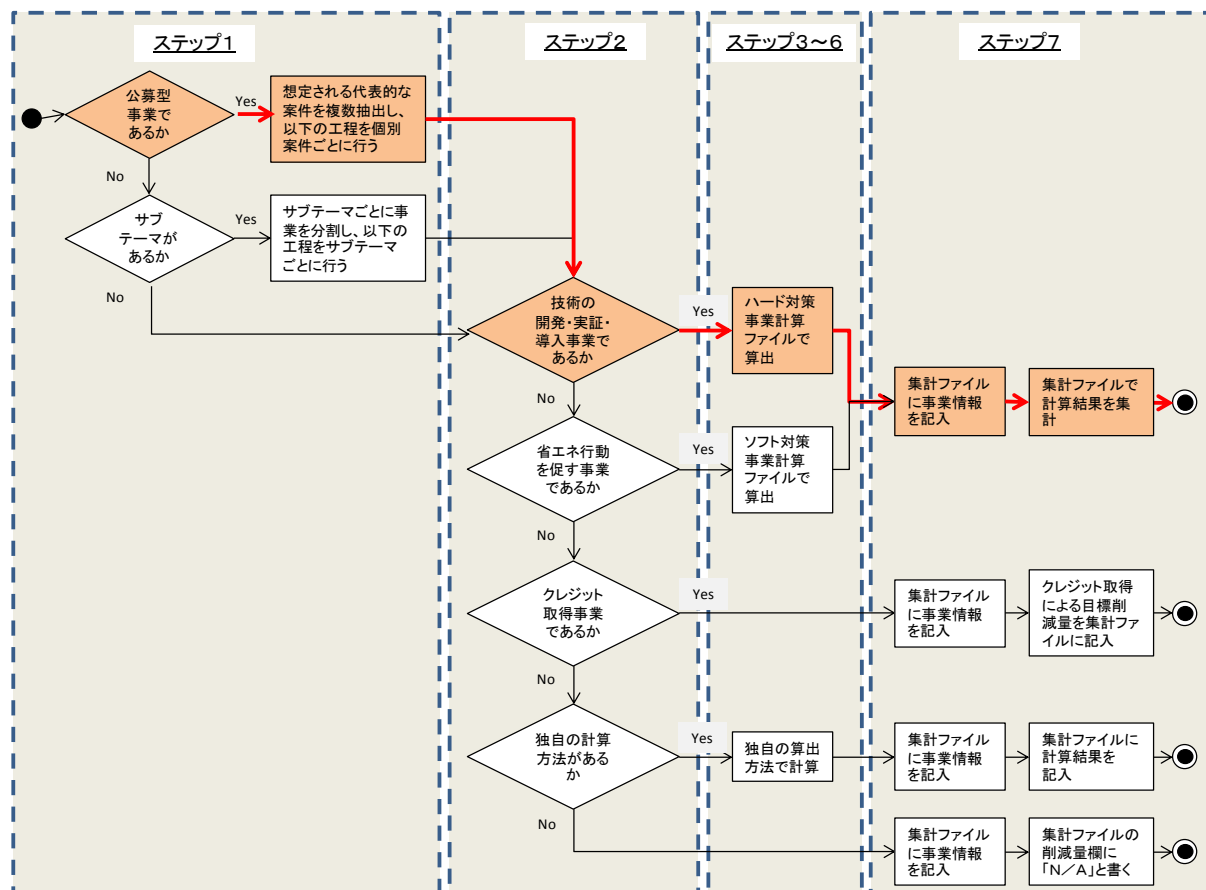 ステップ1
ステップ2
ステップ3～6
ステップ7
公募型
事業で
あるか
Yes
想定される代表的な
案件を複数抽出し、
以下の工程を個別
案件ごとに行う
No
サブ
テーマが
あるか
Yes
サブテーマごとに事
業を分割し、以下の
工程をサブテーマ
ごとに行う
No
技術の
開発・実証・
導入事業で
あるか
Yes
ハード対策
事業計算
ファイルで
算出
集計ファイル
に事業情報
を記入
集計ファイルで
計算結果を集
計
No
省エネ行動
を促す事業
であるか
Yes
ソフト対策
事業計算
ファイルで
算出
No
クレジット
取得事業
であるか
Yes
集計ファイル
に事業情報
を記入
クレジット取得
による目標削
減量を集計ファ
イルに記入
No
独自の計算
方法がある
か
Yes
独自の算出
方法で計算
集計ファイル
に事業情報
を記入
集計ファイルに
計算結果を
記入
No
集計ファイル
に事業情報
を記入
集計ファイルの
削減量欄に
「N／A」と書く